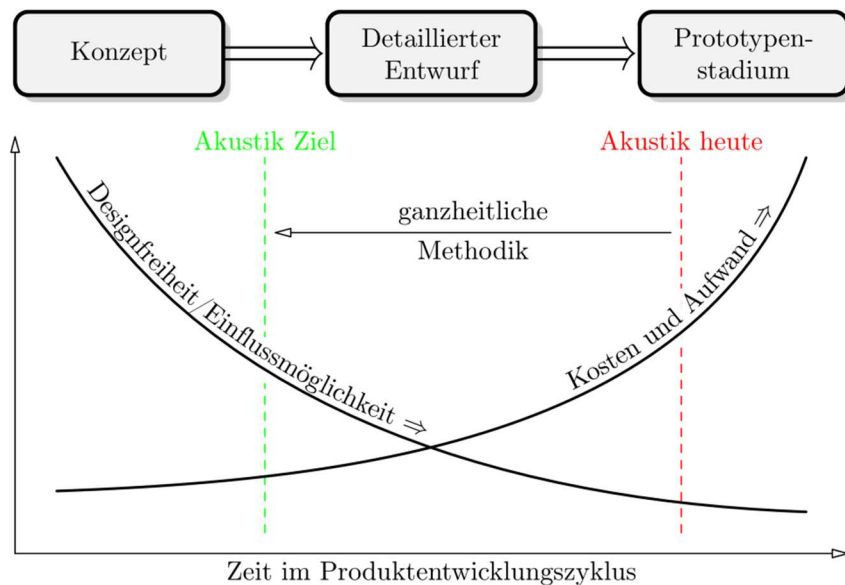 Konzept
Detaillierter
Entwurf
Prototypen-
stadium
Akustik Ziel
Akustik heute
ganzheitliche
Methodik
Designfreiheit/Einflussmöglichkeit ⇒
Kosten und Aufwand ⇒
Zeit im Produktentwicklungszyklus